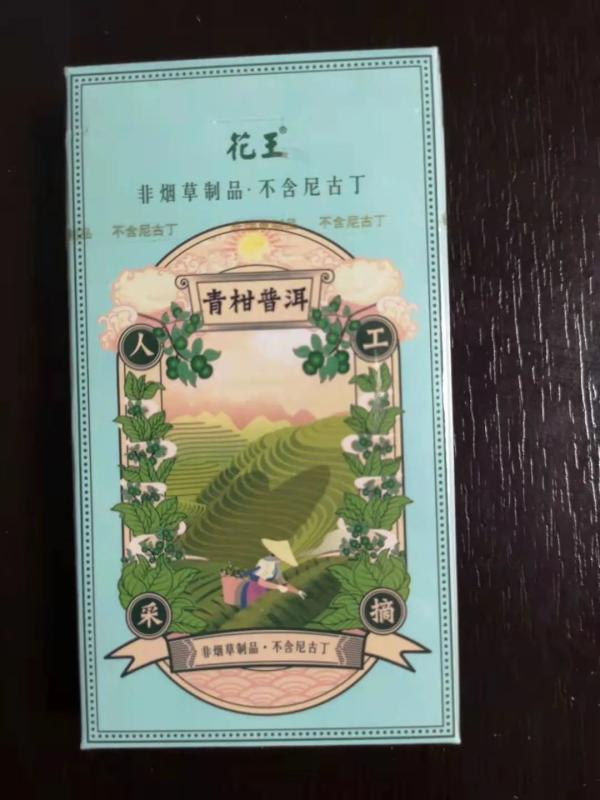 花王®
非烟草制品·不含尼古丁
不含尼古丁
不含尼古丁
青柑普洱
人 工
采 摘
非烟草制品·不含尼古丁